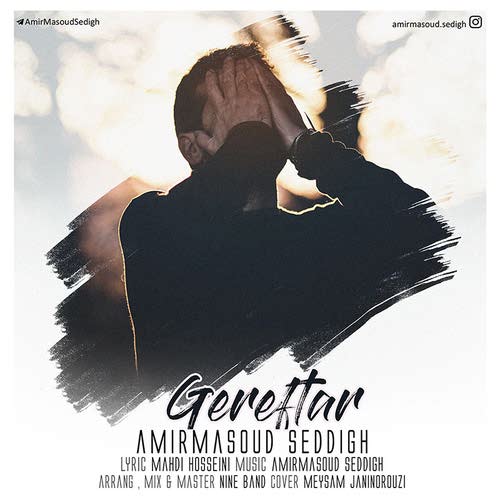 AmirMasoudSedigh
amirmasoud.sedigh
Gereftar
AMIRMASOUD SEDDIGH
LYRIC MAHDI HOSSEINI MUSIC AMIRMASOUD SEDDIGH
ARRANG , MIX & MASTER NINE BAND COVER MEYSAM JANINOROUZI